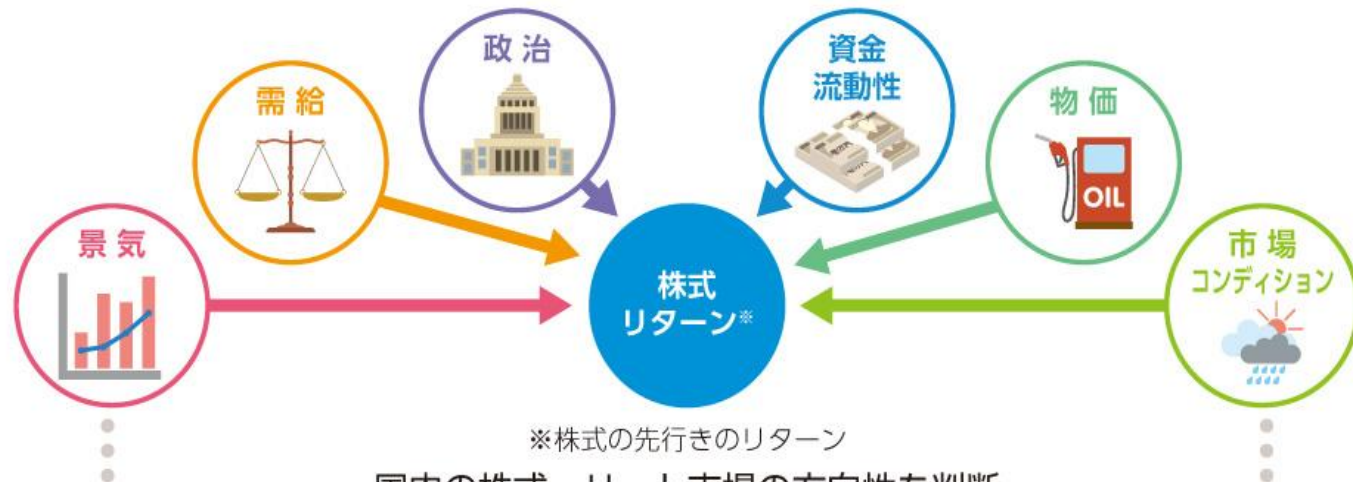 政治
資金
流動性
需給
物価
OIL
景気
市場
コンディション
株式
リターン※
※株式の先行きのリターン